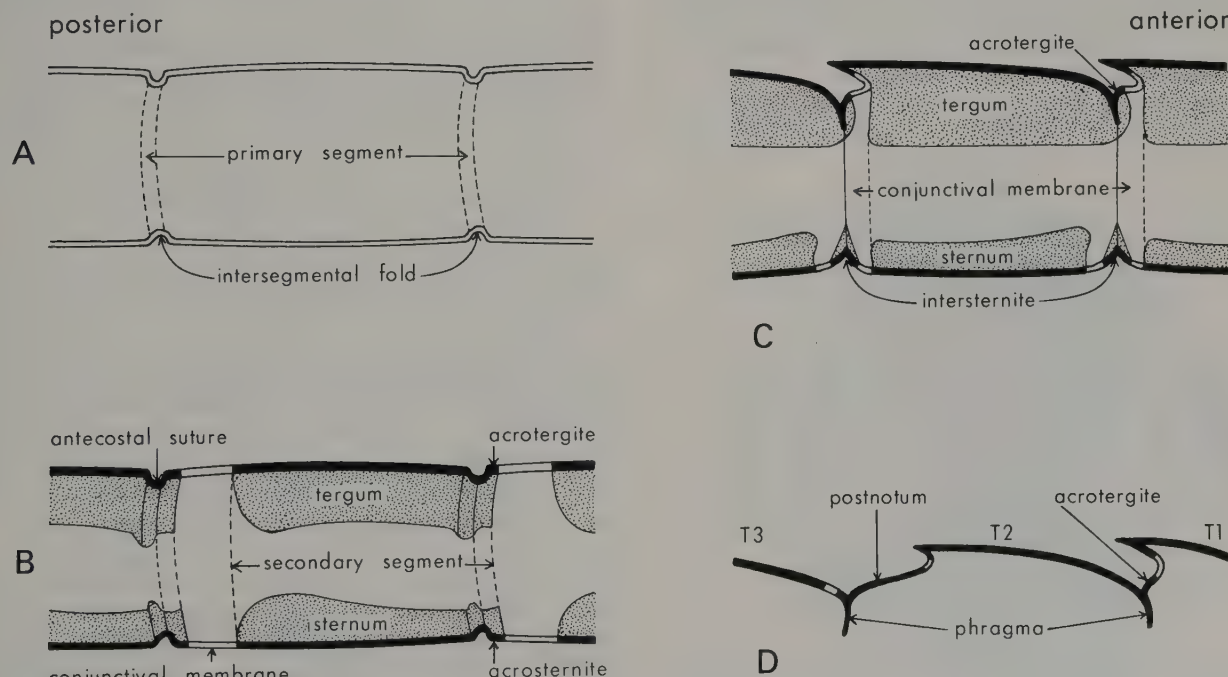 posterior
A
primary segment
intersegmental fold
anterior
acrotergite
tergum
conjunctival membrane
sternum
intersternite
C
antecostal suture
acrotergite
tergum
B
secondary segment
sternum
conjunctival membrane
acrosternite
postnotum
acrotergite
T3
T2
T1
phragma
D